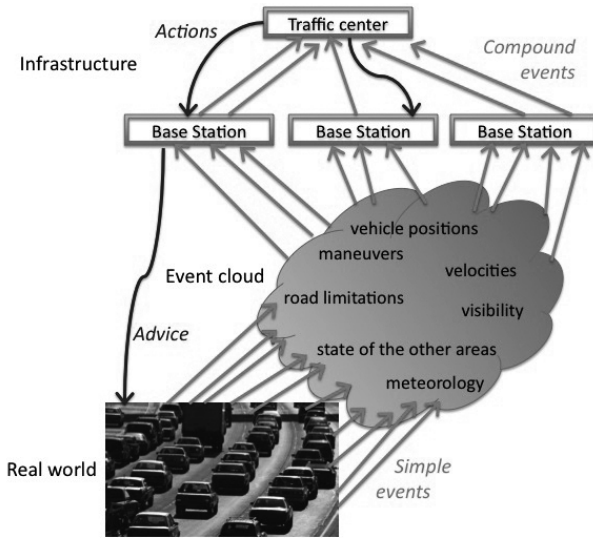 Traffic center
Actions
Infrastructure
Compound
events
Base Station
Base Station
Base Station
vehicle positions
maneuvers
Event cloud
velocities
road limitations
visibility
Advice
state of the other areas
meteorology
Real world
Simple
events